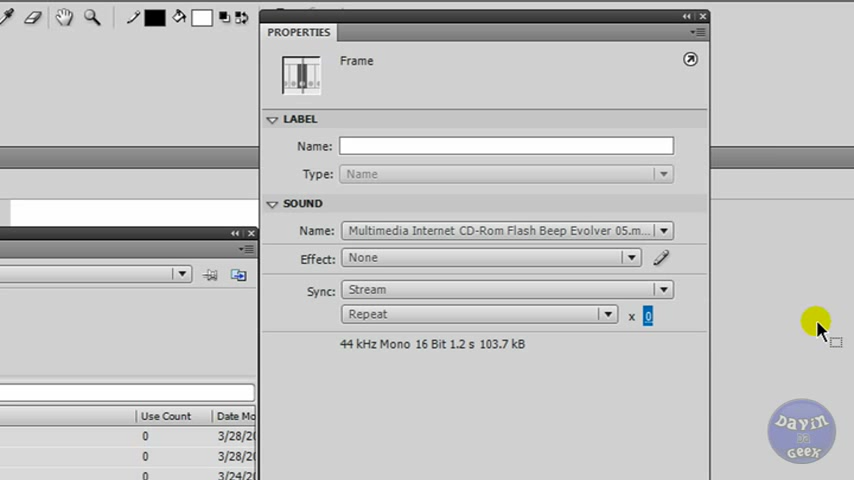 PROPERTIES
Frame
LABEL
Name:
Type: Name
SOUND
Name: Multimedia Internet CD-Rom Flash Beep Evolver 05.m...
Effect: None
Sync: Stream
Repeat x 0
44 kHz Mono 16 Bit 1.2 s 103.7 kB
Use Count Date Mo
0 3/28/20
0 3/28/20
0 3/24/20
Davin
Da
Geek